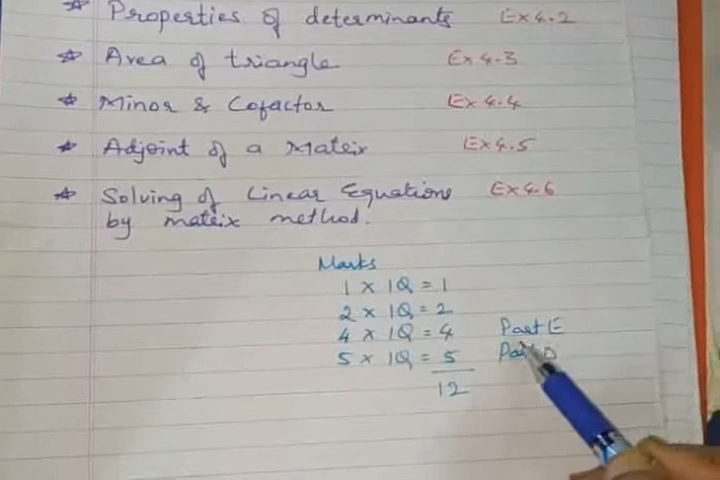 * Properties of determinants Ex 4.2
* Area of triangle Ex 4.3
* Minor & Cofactor Ex 4.4
* Adjoint of a Matrix Ex 4.5
* Solving of Linear Equations Ex 4.6
by matrix method.
Marks
1 x 1Q = 1
2 x 1Q = 2
4 x 1Q = 4 Part E
5 x 1Q = 5 Part D
12